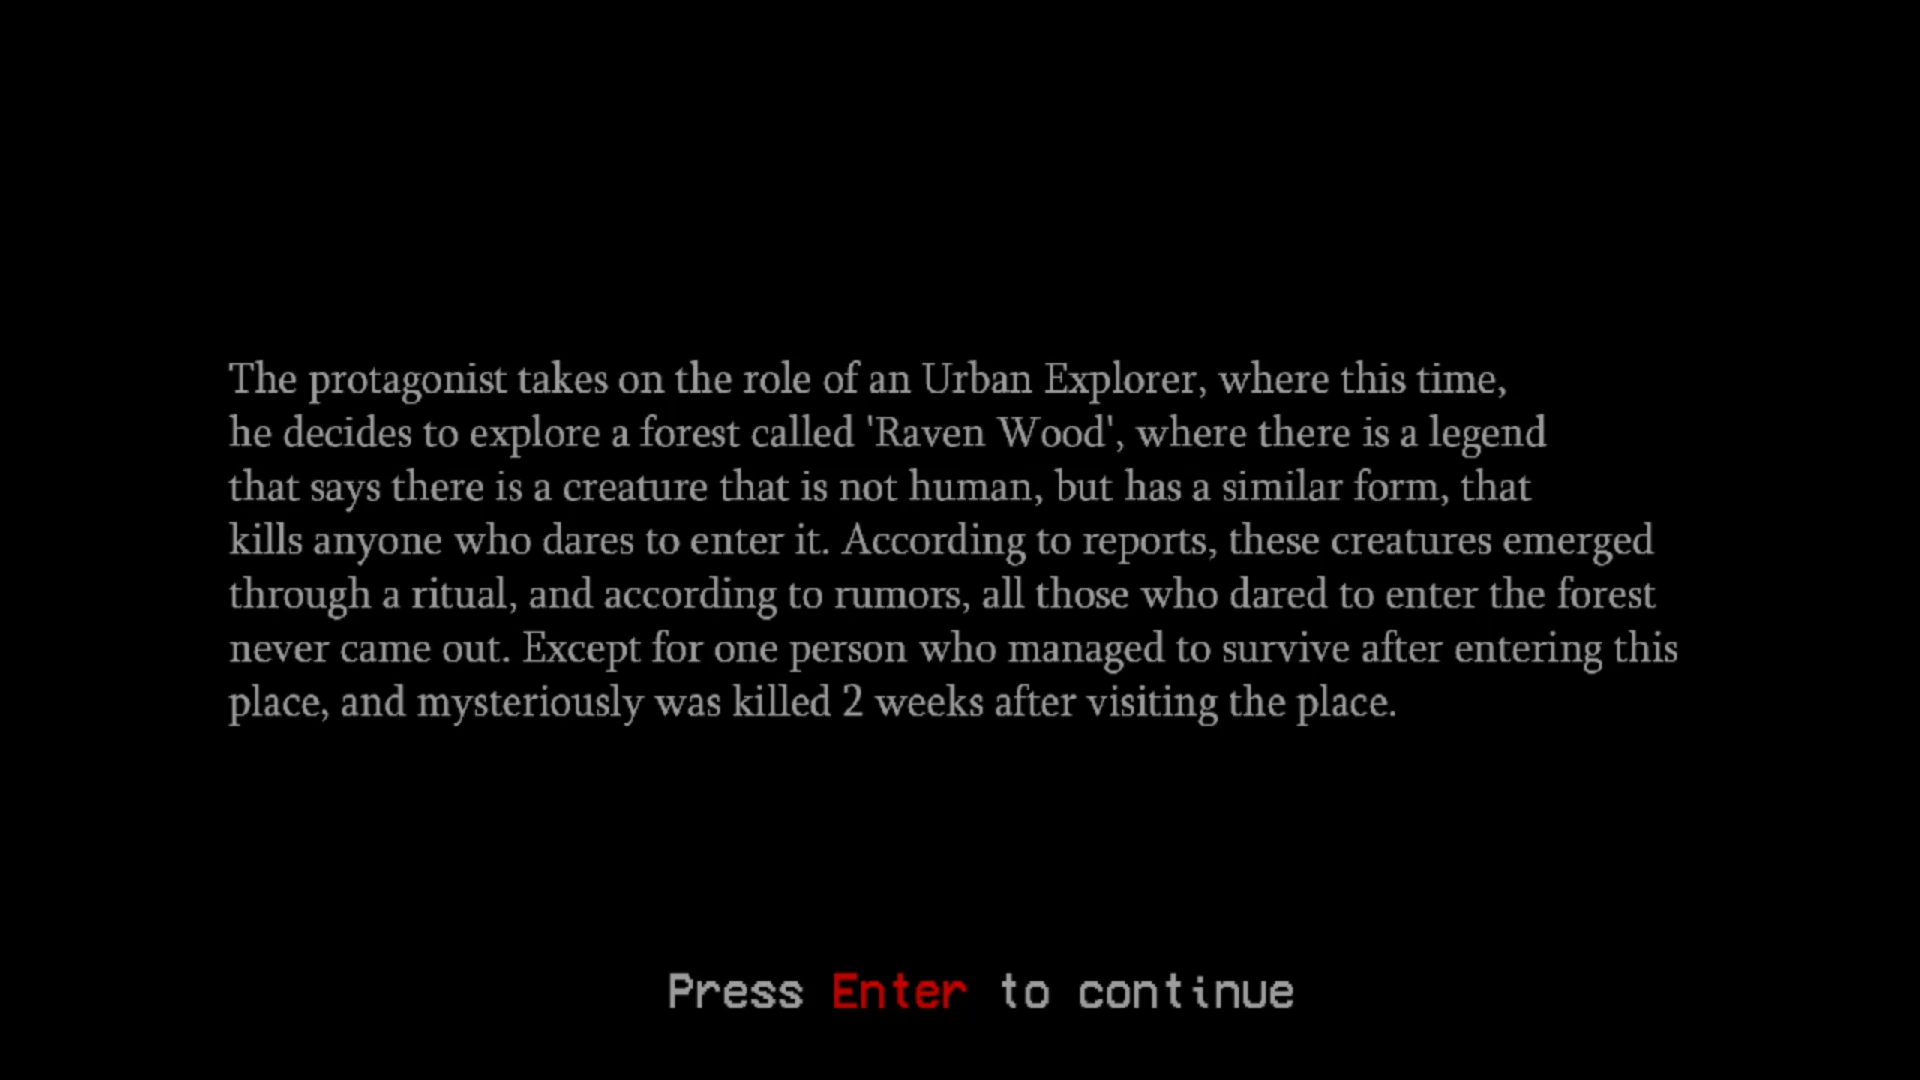 The protagonist takes on the role of an Urban Explorer, where this time,
he decides to explore a forest called 'Raven Wood', where there is a legend
that says there is a creature that is not human, but has a similar form, that
kills anyone who dares to enter it. According to reports, these creatures emerged
through a ritual, and according to rumors, all those who dared to enter the forest
never came out. Except for one person who managed to survive after entering this
place, and mysteriously was killed 2 weeks after visiting the place.
Press Enter to continue